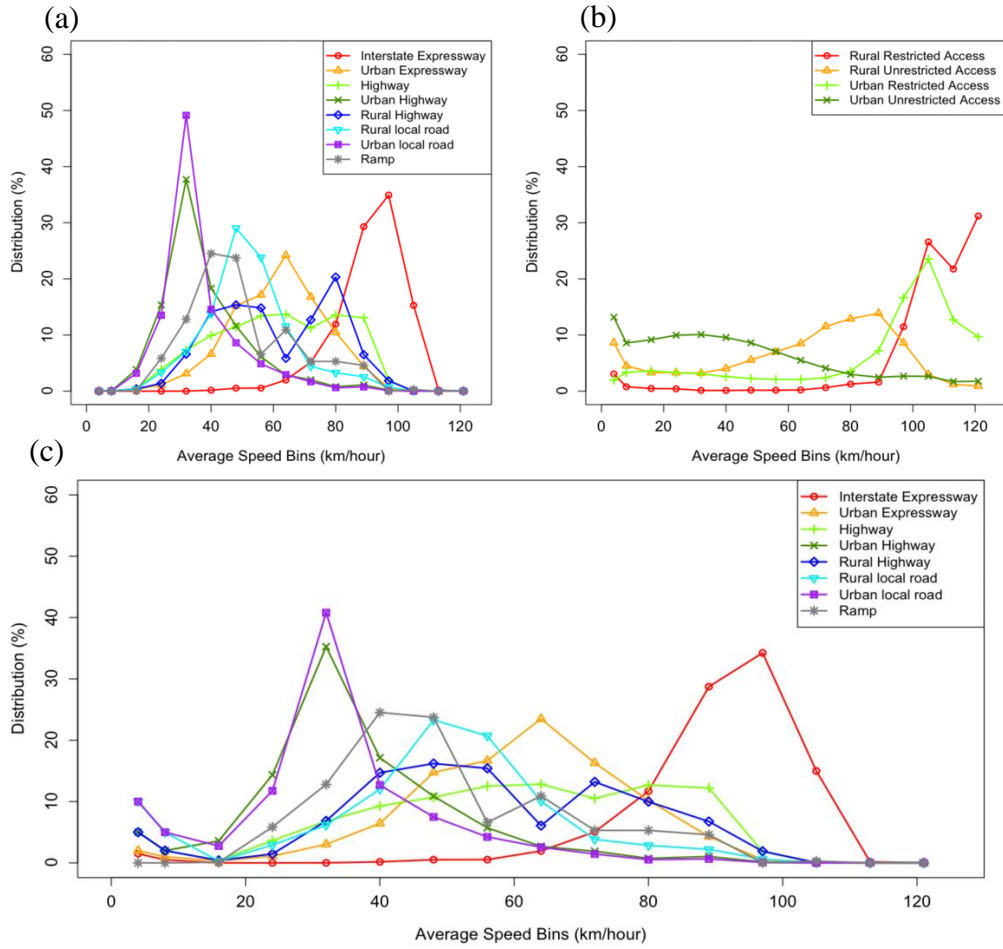 (a)
60
50
40
30
20
10
0
Distribution (%)
0 20 40 60 80 100 120
Average Speed Bins (km/hour)
Interstate Expressway
Urban Expressway
Highway
Urban Highway
Rural Highway
Rural local road
Urban local road
Ramp
(b)
60
50
40
30
20
10
0
Distribution (%)
0 20 40 60 80 100 120
Average Speed Bins (km/hour)
Rural Restricted Access
Rural Unrestricted Access
Urban Restricted Access
Urban Unrestricted Access
(c)
60
50
40
30
20
10
0
Distribution (%)
0 20 40 60 80 100 120
Average Speed Bins (km/hour)
Interstate Expressway
Urban Expressway
Highway
Urban Highway
Rural Highway
Rural local road
Urban local road
Ramp